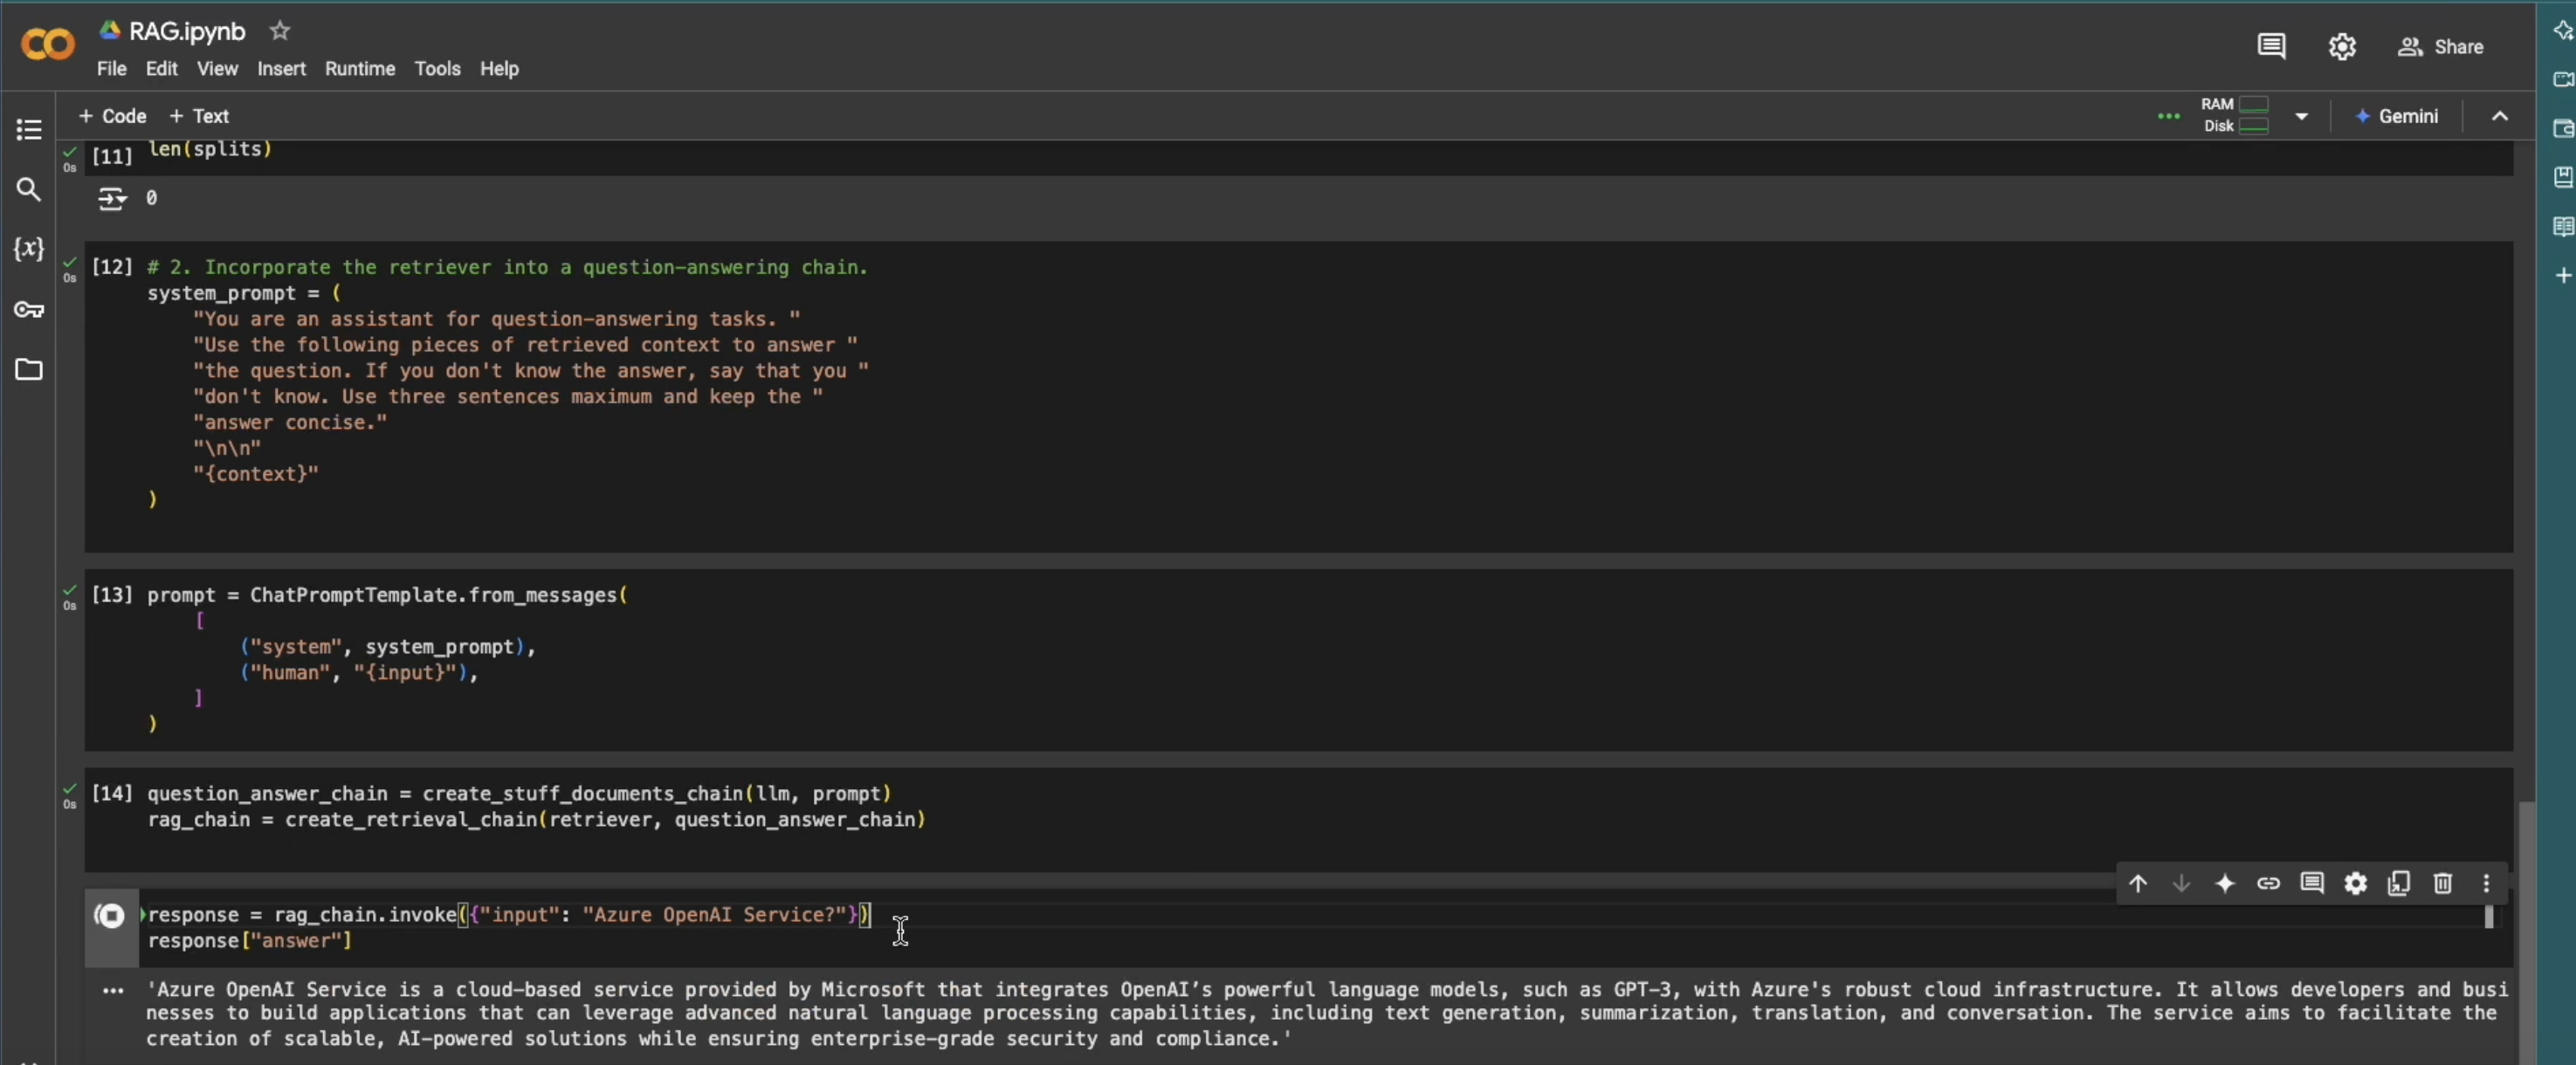 RAG.ipynb
File Edit View Insert Runtime Tools Help
Share
+ Code + Text
RAM
Disk
Gemini
[11] len(splits)
0s
0
[12] # 2. Incorporate the retriever into a question-answering chain.
0s
system_prompt = (
"You are an assistant for question-answering tasks. "
"Use the following pieces of retrieved context to answer "
"the question. If you don't know the answer, say that you "
"don't know. Use three sentences maximum and keep the "
"answer concise."
"\n\n"
"{context}"
)
[13] prompt = ChatPromptTemplate.from_messages(
0s
[
("system", system_prompt),
("human", "{input}"),
]
)
[14] question_answer_chain = create_stuff_documents_chain(llm, prompt)
0s
rag_chain = create_retrieval_chain(retriever, question_answer_chain)
response = rag_chain.invoke({"input": "Azure OpenAI Service?"})
response["answer"]
'Azure OpenAI Service is a cloud-based service provided by Microsoft that integrates OpenAI’s powerful language models, such as GPT-3, with Azure's robust cloud infrastructure. It allows developers and busi
nesses to build applications that can leverage advanced natural language processing capabilities, including text generation, summarization, translation, and conversation. The service aims to facilitate the
creation of scalable, AI-powered solutions while ensuring enterprise-grade security and compliance.'